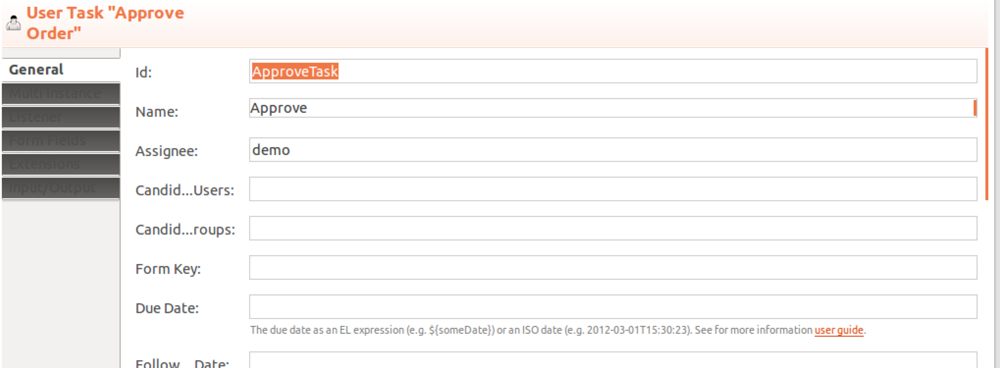 User Task "Approve
Order"
General
Multi Instance
Listener
Form Fields
Extensions
Input/Output
Id:
ApproveTask
Name:
Approve
Assignee:
demo
Candid...Users:
Candid...roups:
Form Key:
Due Date:
The due date as an EL expression (e.g. ${someDate}) or an ISO date (e.g. 2012-03-01T15:30:23). See for more information user guide.
Follow ... Date: